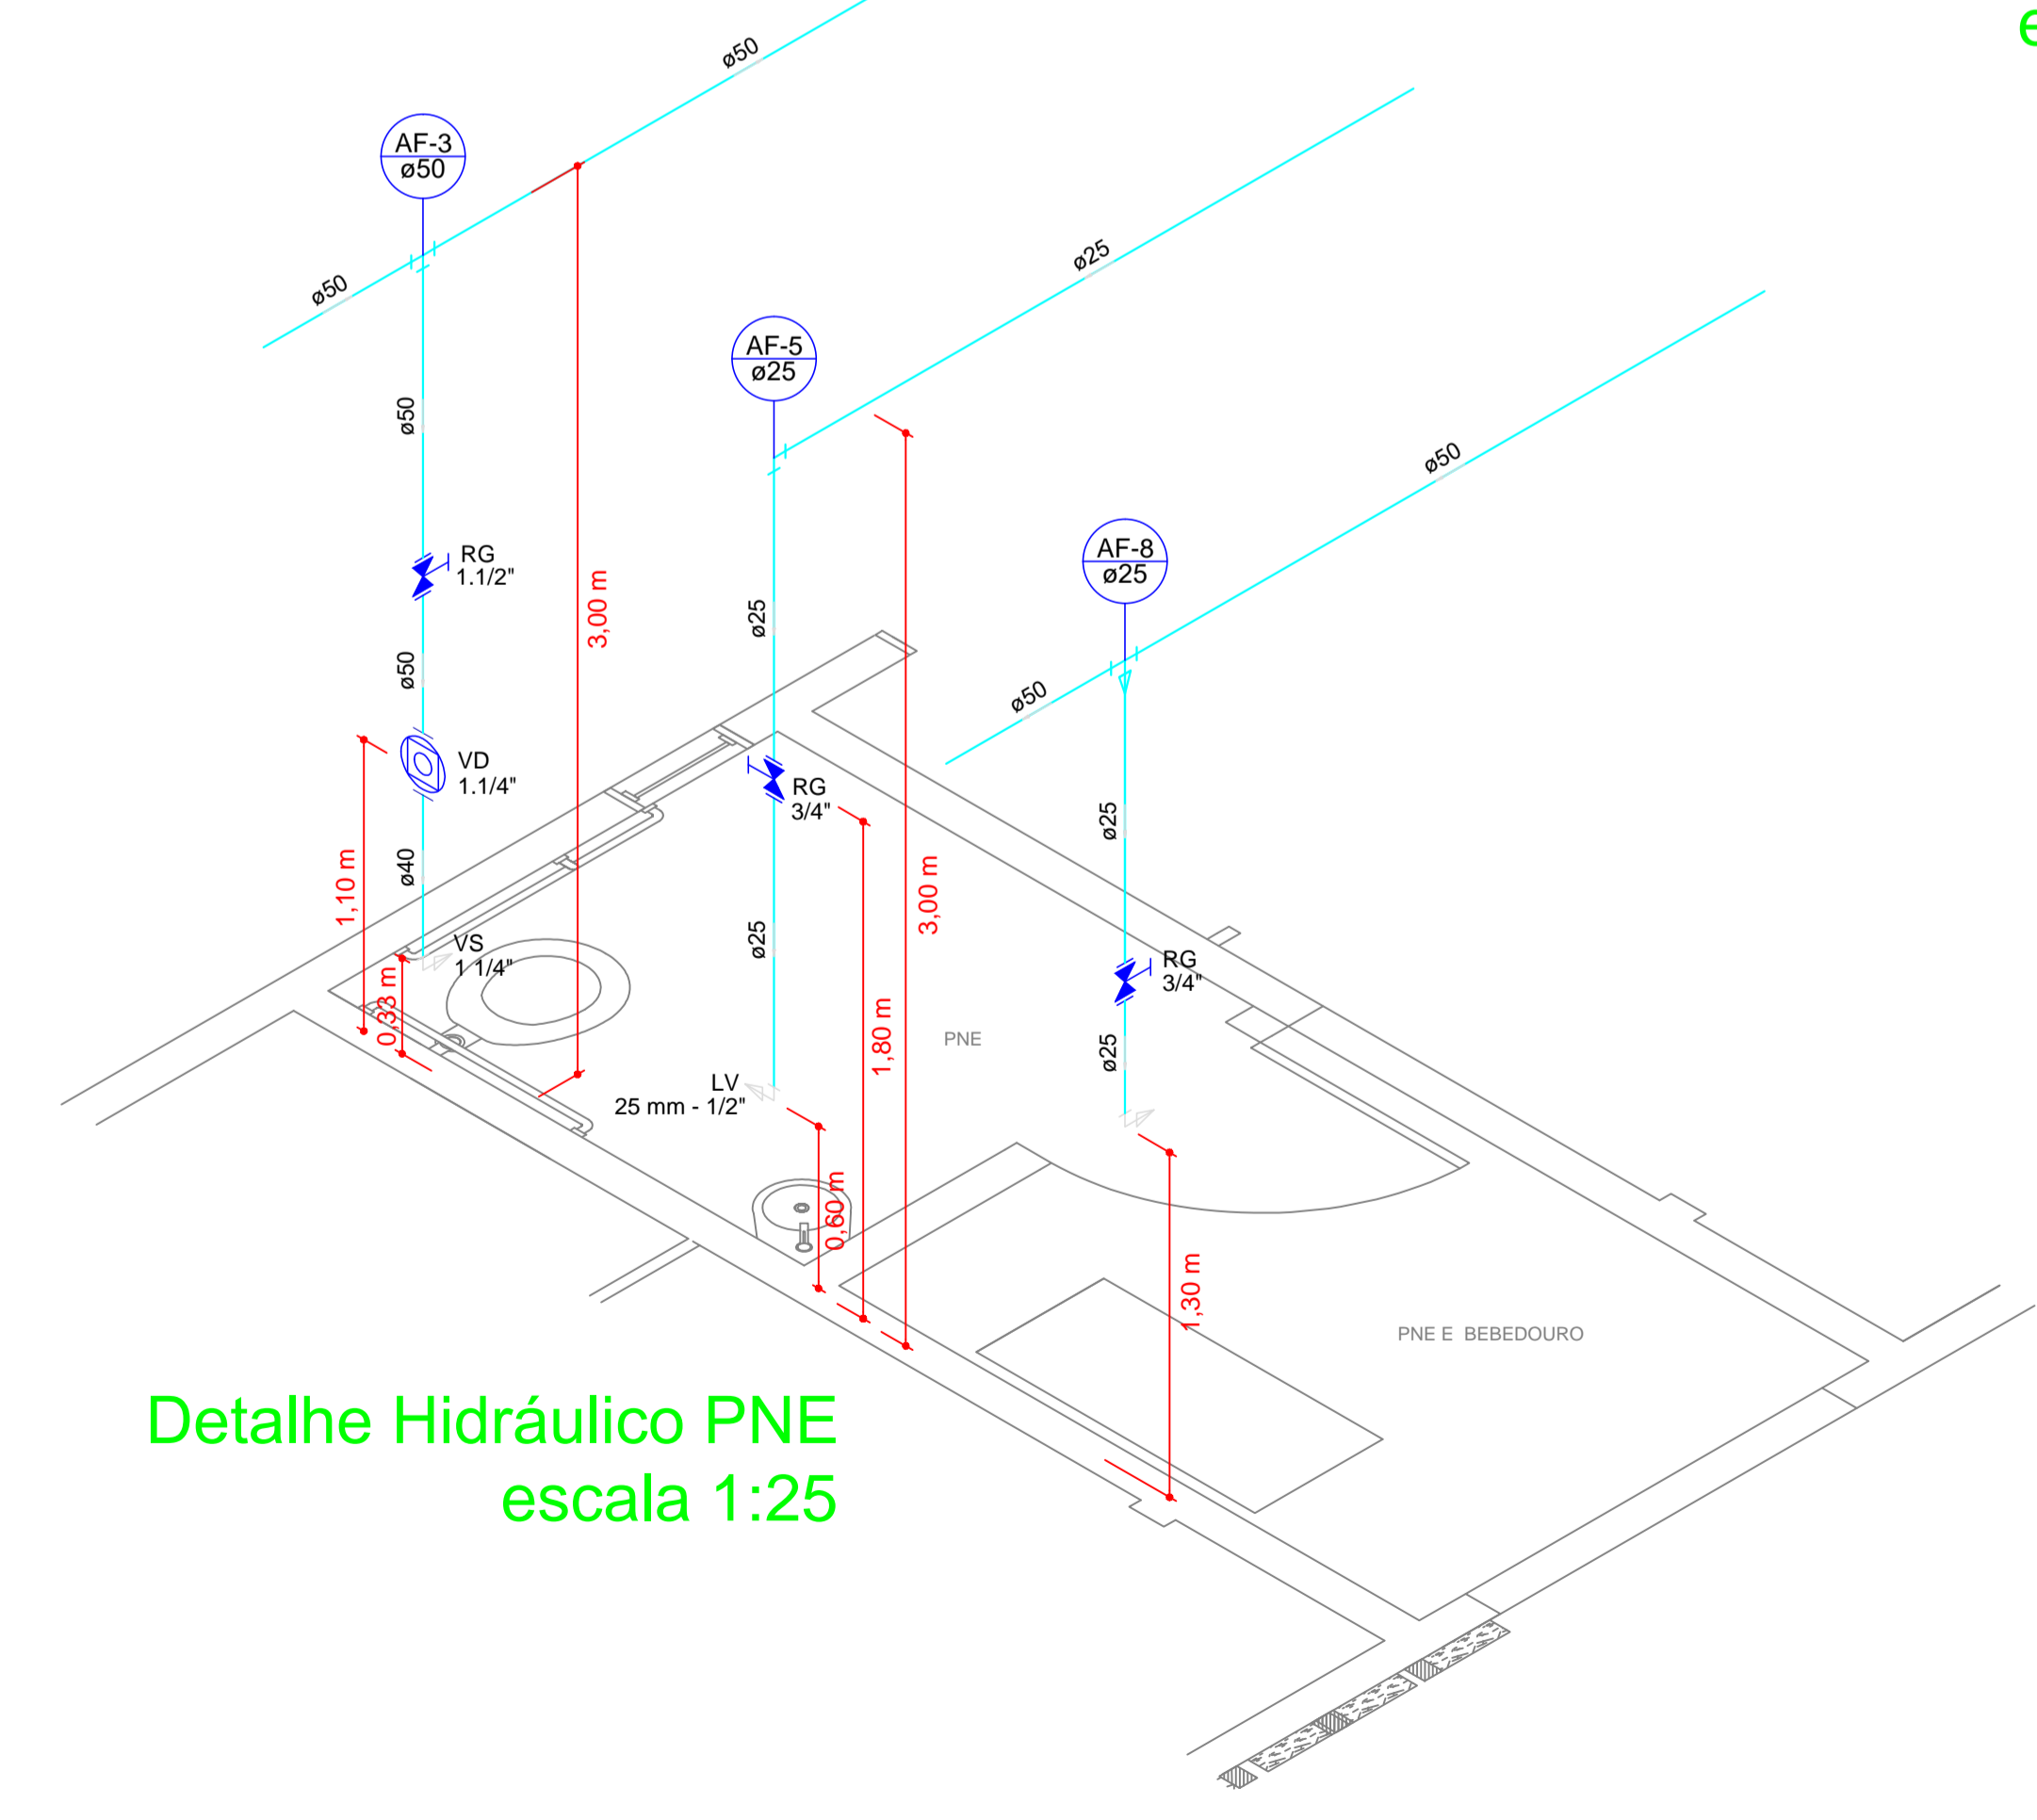 ø50
e
AF-3
ø50
ø25
ø50
AF-5
ø25
ø50
ø50
AF-8
ø25
RG
1.1/2"
3,00 m
ø25
ø50
ø50
VD
1.1/4"
RG
3/4"
ø25
ø40
1,10 m
3,00 m
VS
1 1/4"
ø25
RG
3/4"
0,33 m
PNE
1,80 m
ø25
LV
25 mm - 1/2"
0,60 m
1,30 m
PNE E BEBEDOURO
Detalhe Hidráulico PNE
escala 1:25